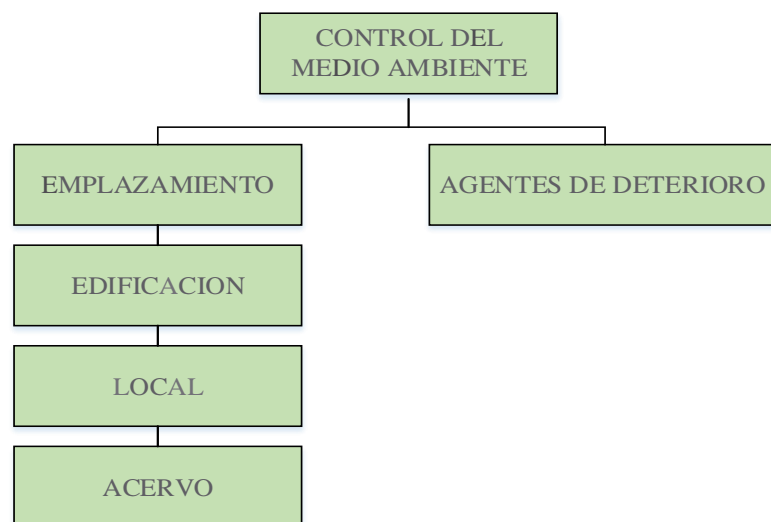 CONTROL DEL
MEDIO AMBIENTE
EMPLAZAMIENTO
AGENTES DE DETERIORO
EDIFICACION
LOCAL
ACERVO